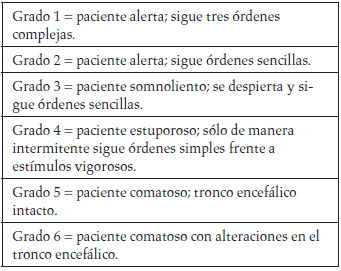 Grado 1 = paciente alerta; sigue tres órdenes
complejas.
Grado 2 = paciente alerta; sigue órdenes sencillas.
Grado 3 = paciente somnoliento; se despierta y si-
gue órdenes sencillas.
Grado 4 = paciente estuporoso; sólo de manera
intermitente sigue órdenes simples frente a
estímulos vigorosos.
Grado 5 = paciente comatoso; tronco encefálico
intacto.
Grado 6 = paciente comatoso con alteraciones en el
tronco encefálico.